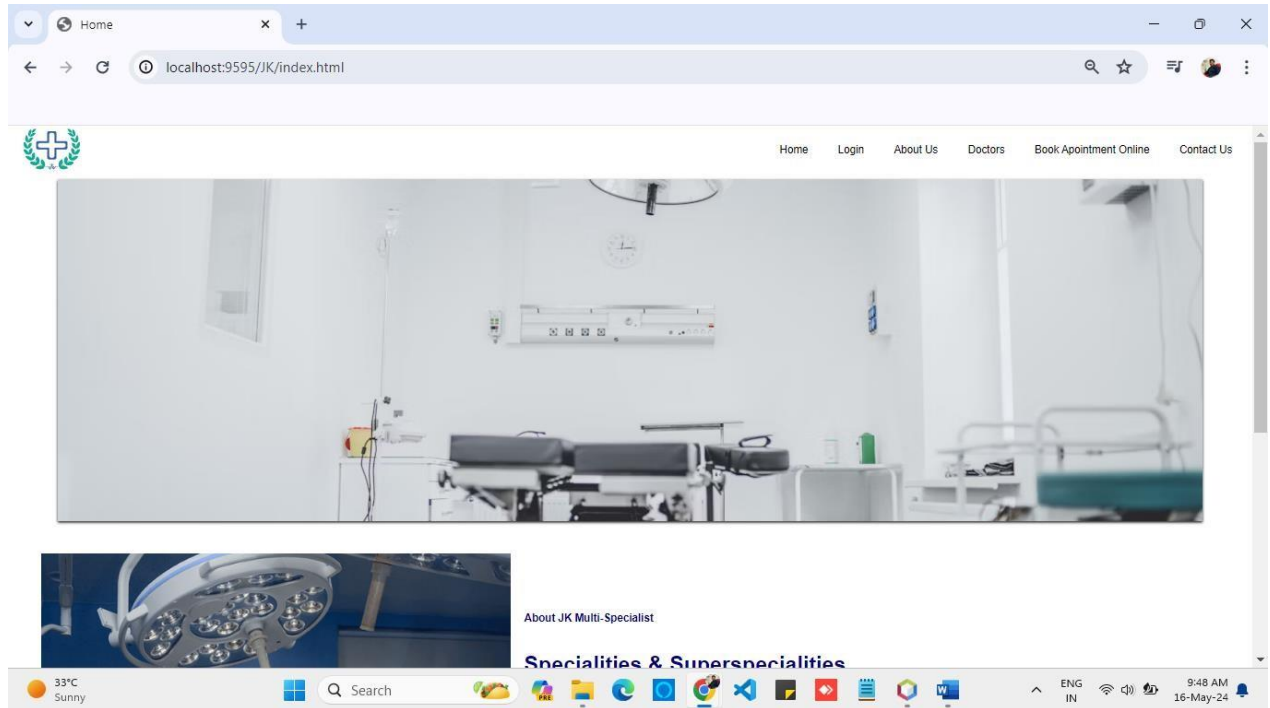 Home
localhost:9595/JK/index.html
Home Login About Us Doctors Book Apointment Online Contact Us
About JK Multi-Specialist
Specialities & Superspecialities
33°C
Sunny
Search
PRE
ENG
IN
9:48 AM
16-May-24